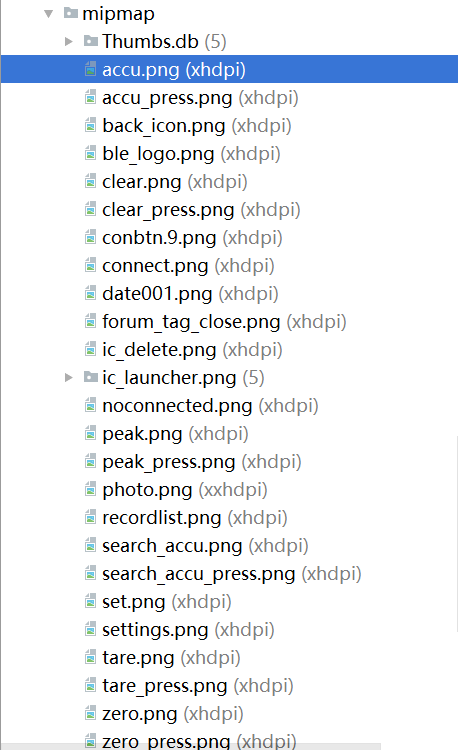 mipmap
Thumbs.db (5)
accu.png (xhdpi)
accu_press.png (xhdpi)
back_icon.png (xhdpi)
ble_logo.png (xhdpi)
clear.png (xhdpi)
clear_press.png (xhdpi)
conbtn.9.png (xhdpi)
connect.png (xhdpi)
date001.png (xhdpi)
forum_tag_close.png (xhdpi)
ic_delete.png (xhdpi)
ic_launcher.png (5)
noconnected.png (xhdpi)
peak.png (xhdpi)
peak_press.png (xhdpi)
photo.png (xxhdpi)
recordlist.png (xhdpi)
search_accu.png (xhdpi)
search_accu_press.png (xhdpi)
set.png (xhdpi)
settings.png (xhdpi)
tare.png (xhdpi)
tare_press.png (xhdpi)
zero.png (xhdpi)
zero_press.png (xhdpi)